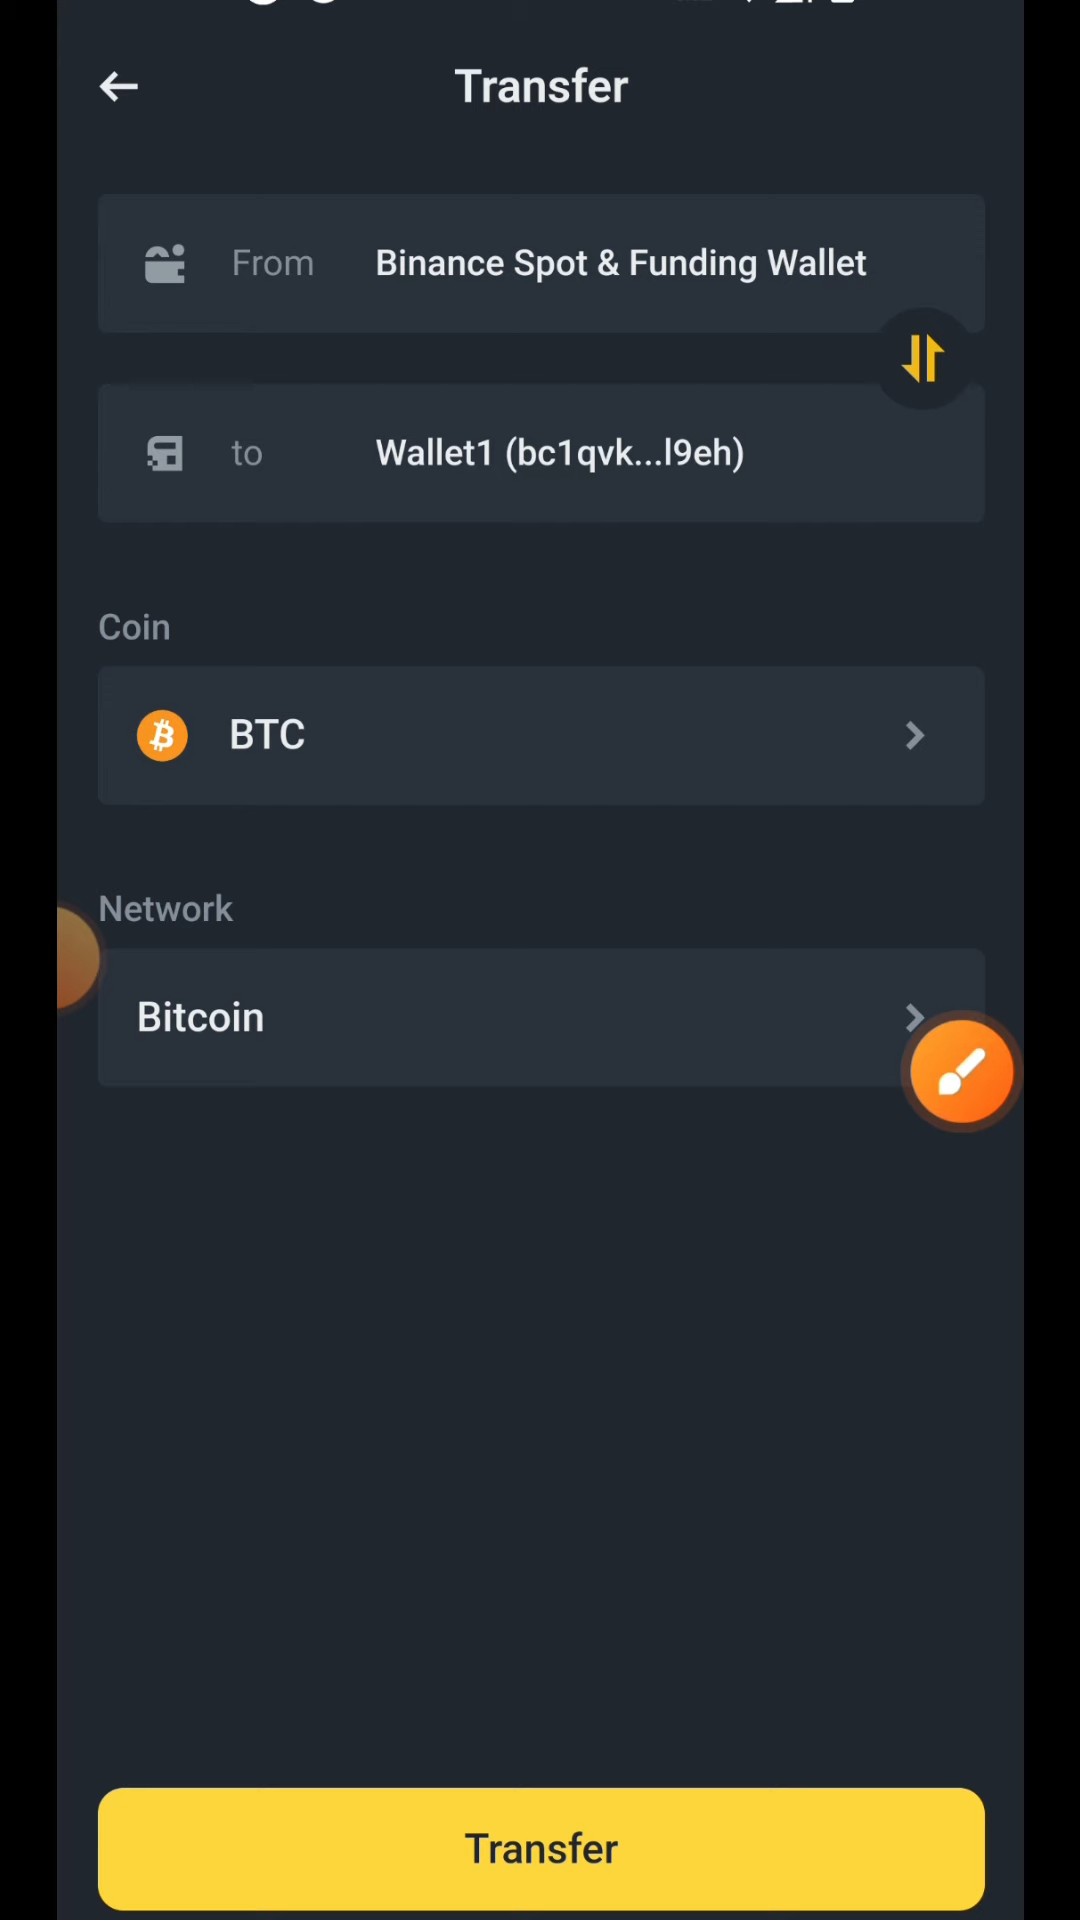 Transfer
From Binance Spot & Funding Wallet
to Wallet1 (bc1qvk...l9eh)
Coin
BTC
Network
Bitcoin
Transfer